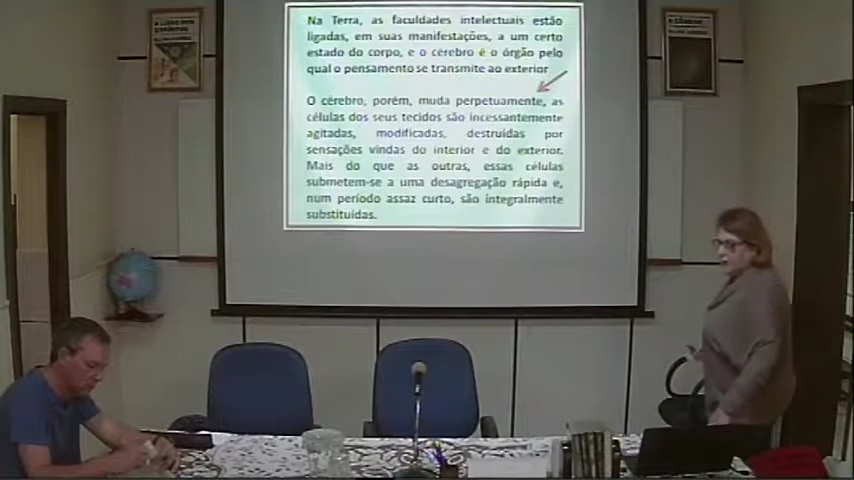 O LIVRO DOS
ESPÍRITOS
Na Terra, as faculdades intelectuais estão
ligadas, em suas manifestações, a um certo
estado do corpo, e o cérebro é o órgão pelo
qual o pensamento se transmite ao exterior
O cérebro, porém, muda perpetuamente, as
células dos seus tecidos são incessantemente
agitadas, modificadas, destruídas por
sensações vindas do interior e do exterior.
Mais do que as outras, essas células
submetem-se a uma desagregação rápida e,
num período assaz curto, são integralmente
substituídas.